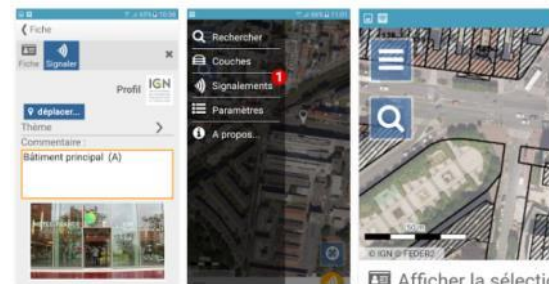 Fiche
Fiche
Signaler
Profil
IGN
déplacer...
Thème
Commentaire :
Bâtiment principal (A)
Rechercher
Couches
Signalements
1
Paramètres
A propos...
50 m
© IGN © FEDER2
Afficher la sélectio